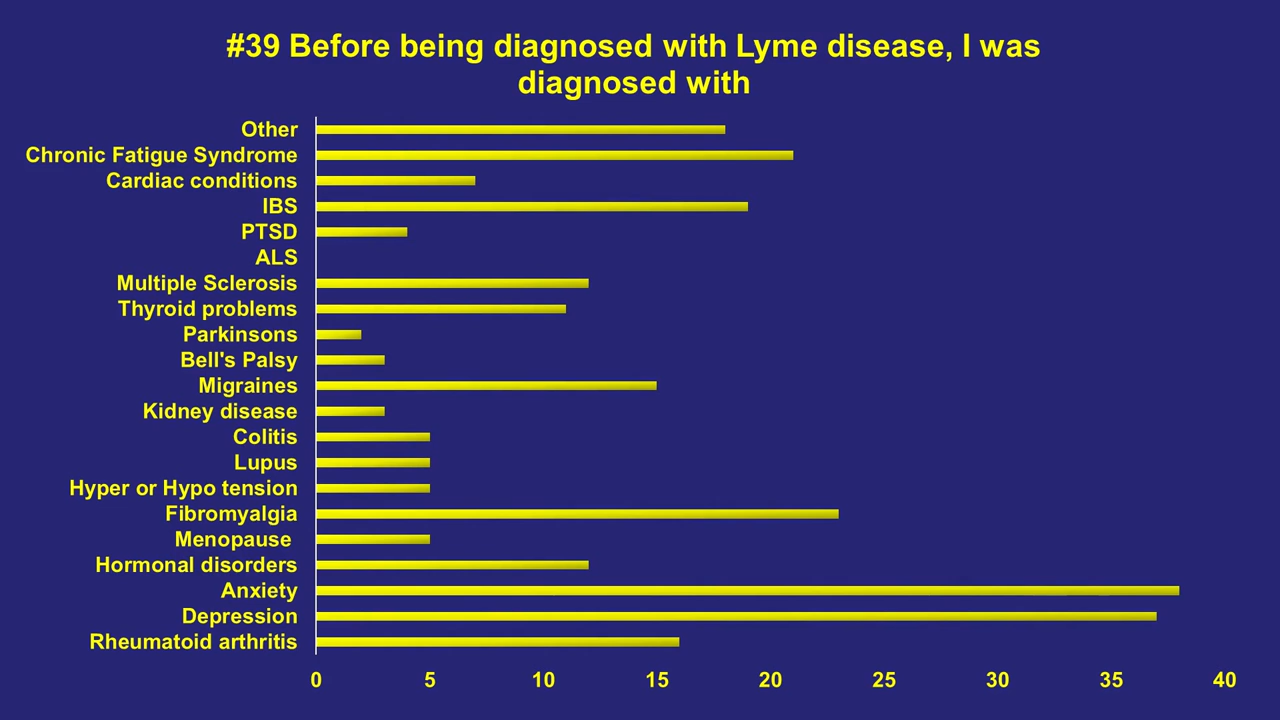 #39 Before being diagnosed with Lyme disease, I was
diagnosed with
Other
Chronic Fatigue Syndrome
Cardiac conditions
IBS
PTSD
ALS
Multiple Sclerosis
Thyroid problems
Parkinsons
Bell's Palsy
Migraines
Kidney disease
Colitis
Lupus
Hyper or Hypo tension
Fibromyalgia
Menopause
Hormonal disorders
Anxiety
Depression
Rheumatoid arthritis
0 5 10 15 20 25 30 35 40